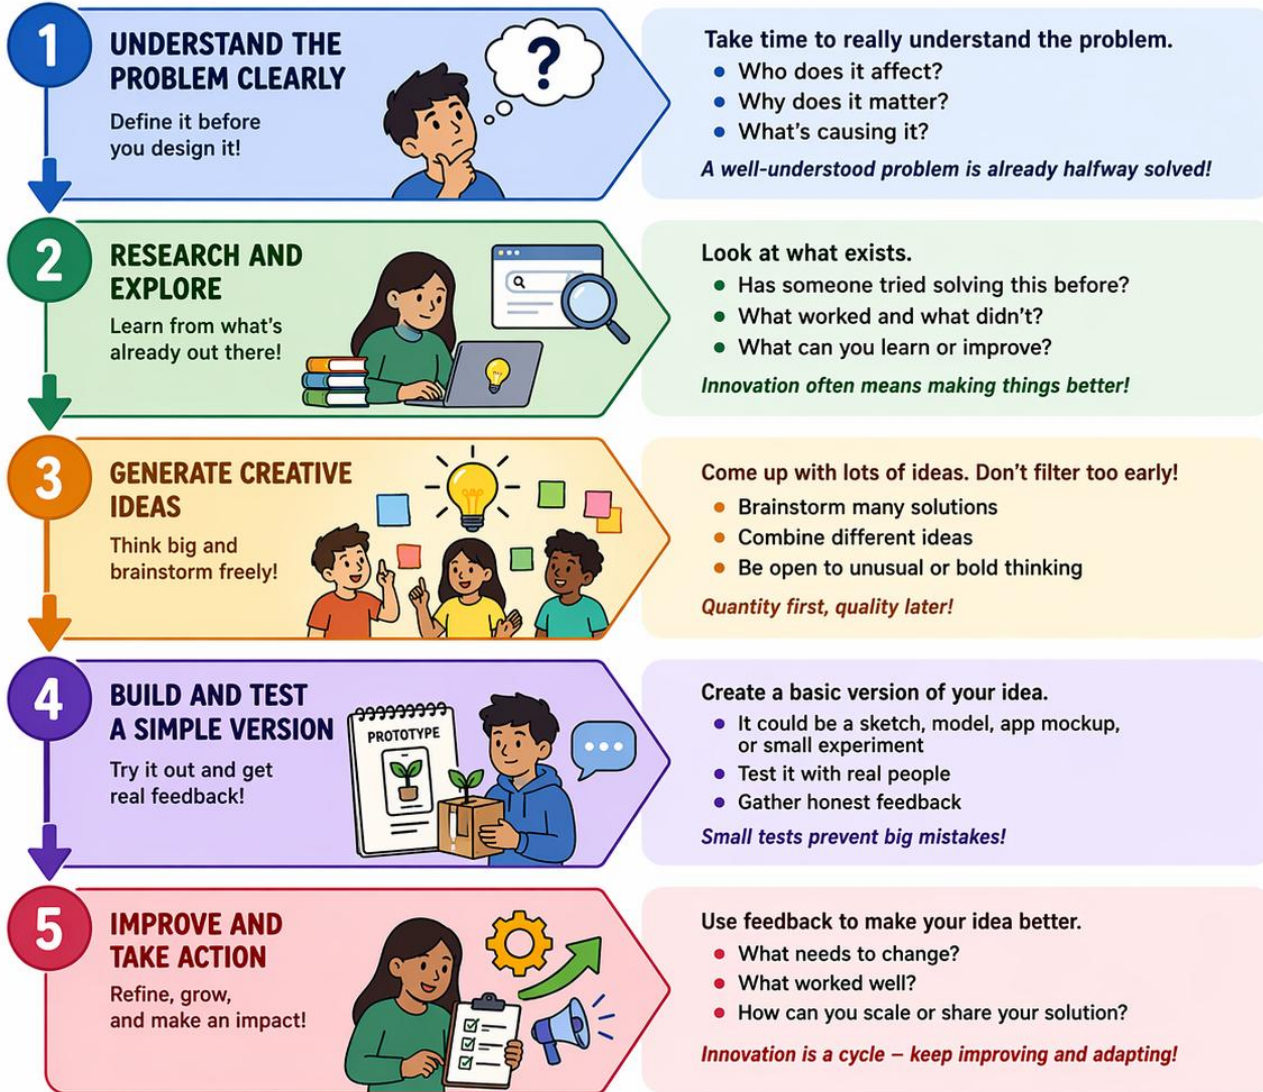 1
UNDERSTAND THE
PROBLEM CLEARLY
Define it before
you design it!
?
Take time to really understand the problem.
• Who does it affect?
• Why does it matter?
• What's causing it?
A well-understood problem is already halfway solved!
2
RESEARCH AND
EXPLORE
Learn from what's
already out there!
Look at what exists.
• Has someone tried solving this before?
• What worked and what didn't?
• What can you learn or improve?
Innovation often means making things better!
3
GENERATE CREATIVE
IDEAS
Think big and
brainstorm freely!
Come up with lots of ideas. Don't filter too early!
• Brainstorm many solutions
• Combine different ideas
• Be open to unusual or bold thinking
Quantity first, quality later!
4
BUILD AND TEST
A SIMPLE VERSION
Try it out and get
real feedback!
PROTOTYPE
Create a basic version of your idea.
• It could be a sketch, model, app mockup,
or small experiment
• Test it with real people
• Gather honest feedback
Small tests prevent big mistakes!
5
IMPROVE AND
TAKE ACTION
Refine, grow,
and make an impact!
Use feedback to make your idea better.
• What needs to change?
• What worked well?
• How can you scale or share your solution?
Innovation is a cycle – keep improving and adapting!